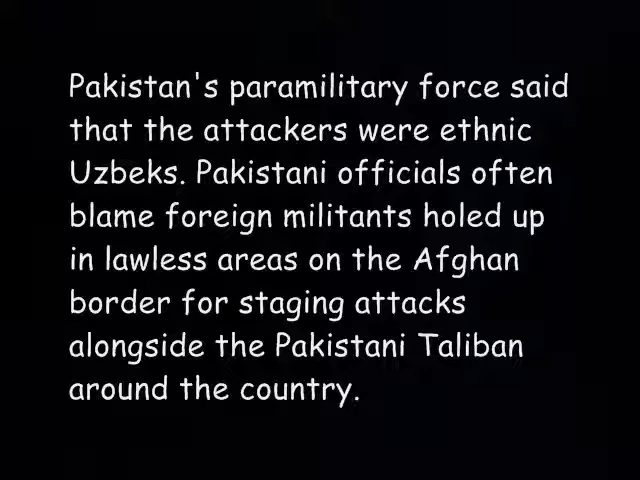 Pakistan's paramilitary force said
that the attackers were ethnic
Uzbeks. Pakistani officials often
blame foreign militants holed up
in lawless areas on the Afghan
border for staging attacks
alongside the Pakistani Taliban
around the country.